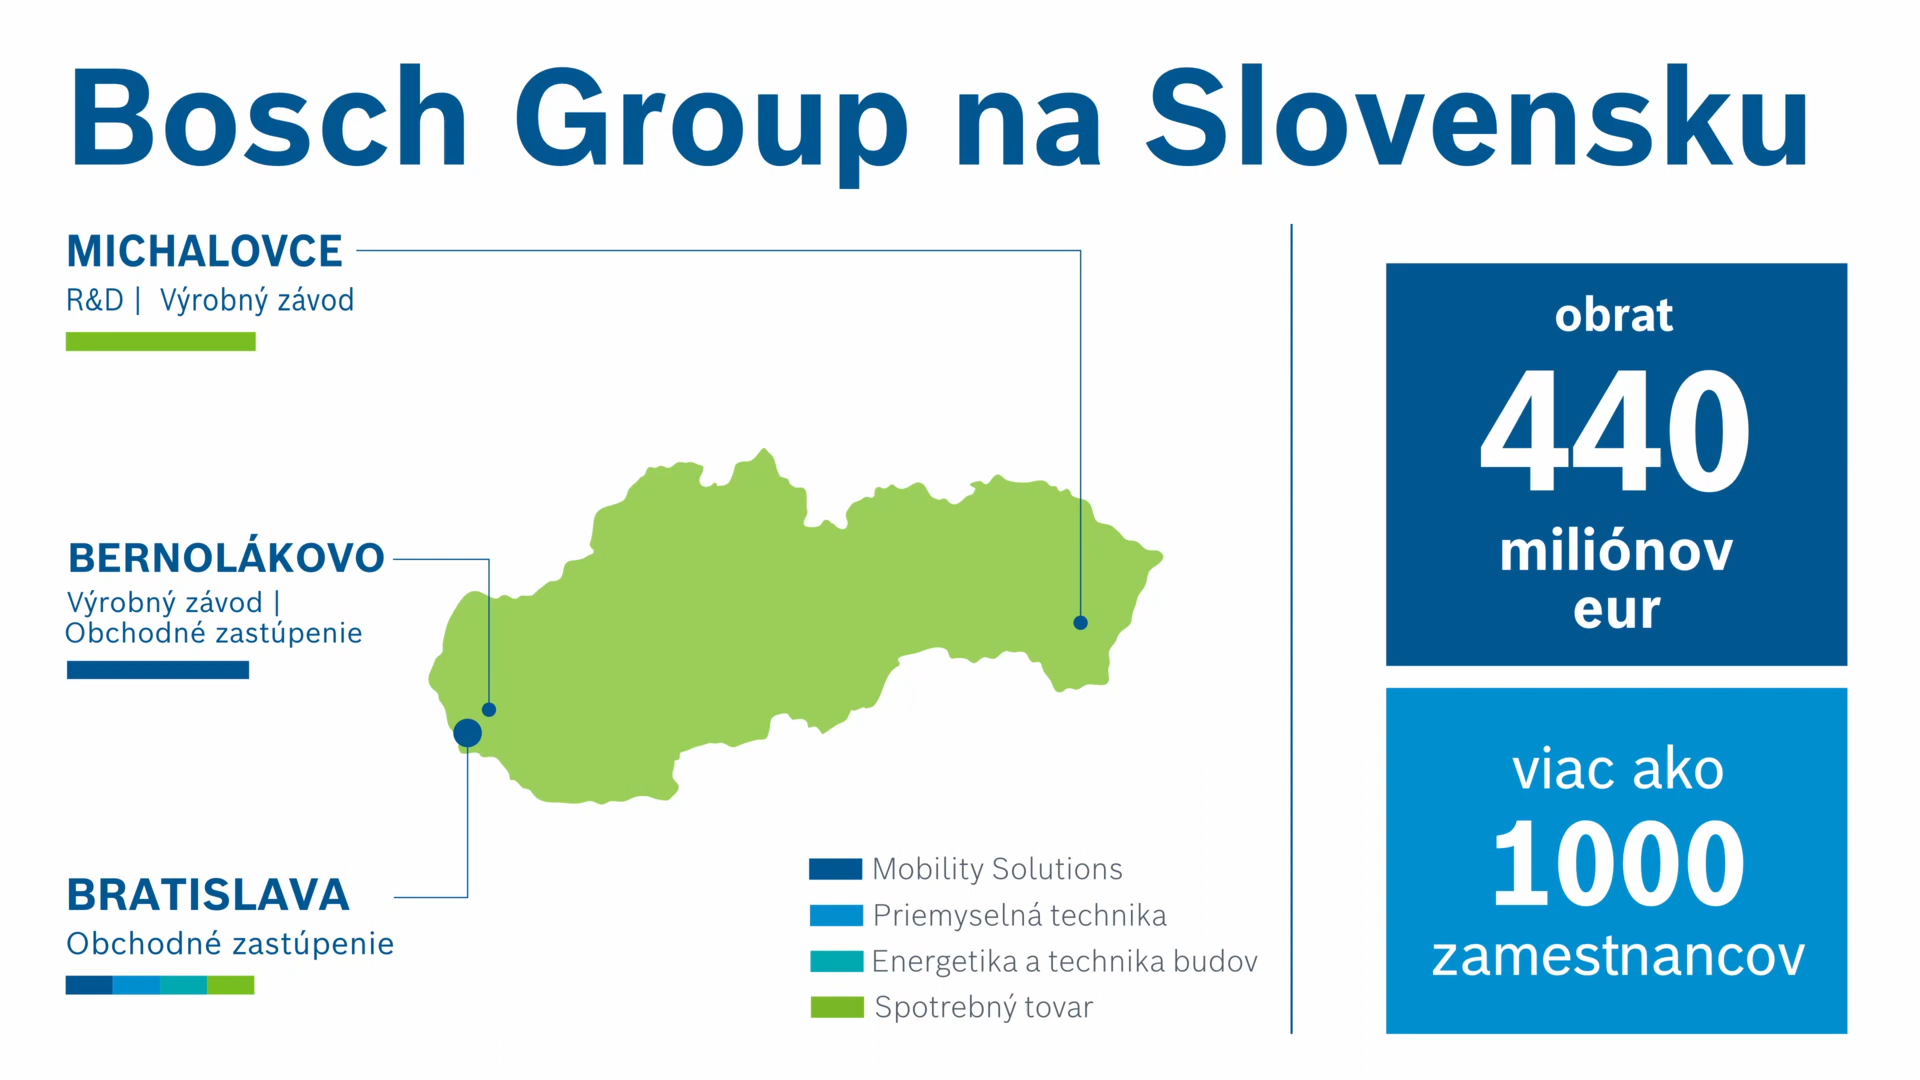 Bosch Group na Slovensku
MICHALOVCE
R&D | Výrobný závod
BERNOLÁKOVO
Výrobný závod |
Obchodné zastúpenie
BRATISLAVA
Obchodné zastúpenie
Mobility Solutions
Priemyselná technika
Energetika a technika budov
Spotrebný tovar
obrat
440
miliónov
eur
viac ako
1000
zamestnancov